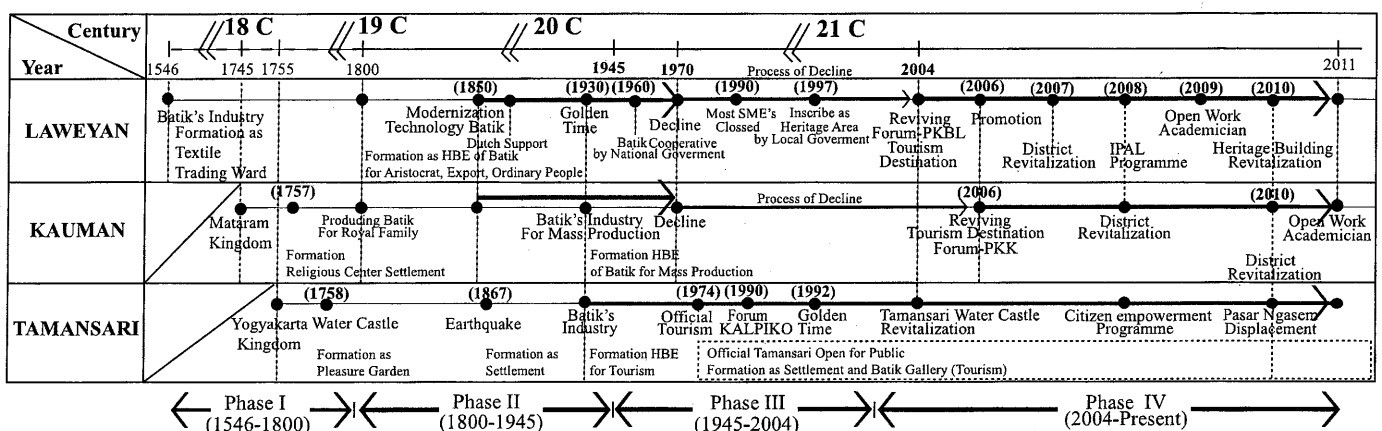 Century
18 C
19 C
20 C
21 C
Year
1546
1745
1755
1800
1945
1970
Process of Decline
2004
2011
LAWEYAN
(1850)
(1930)
(1960)
(1990)
(1997)
(2006)
(2007)
(2008)
(2009)
(2010)
Batik's Industry
Formation as
Textile
Trading Ward
Modernization
Technology Batik
Dutch Support
Formation as HBE of Batik
for Aristocrat, Export, Ordinary People
Golden
Time
Batik Cooperative
by National Goverment
Decline
Most SME's
Clossed
Inscribe as
Heritage Area
by Local Goverment
Reviving
Forum-PKBL
Tourism
Destination
Promotion
District
Revitalization
IPAL
Programme
Open Work
Academician
Heritage Building
Revitalization
KAUMAN
(1757)
Process of Decline
(2006)
(2010)
Mataram
Kingdom
Formation
Religious Center Settlement
Producing Batik
For Royal Family
Batik's Industry
For Mass Production
Formation HBE
of Batik for Mass Production
Decline
Reviving
Tourism Destination
Forum-PKK
District
Revitalization
District
Revitalization
Open Work
Academician
TAMANSARI
(1758)
(1867)
(1974)
(1990)
(1992)
Yogyakarta
Kingdom
Water Castle
Formation as
Pleasure Garden
Earthquake
Formation as
Settlement
Batik's
Industry
Formation HBE
for Tourism
Official
Tourism
Forum
KALPIKO
Golden
Time
Tamansari Water Castle
Revitalization
Citizen empowerment
Programme
Pasar Ngasem
Displacement
Official Tamansari Open for Public
Formation as Settlement and Batik Gallery (Tourism)
Phase I
(1546-1800)
Phase II
(1800-1945)
Phase III
(1945-2004)
Phase IV
(2004-Present)